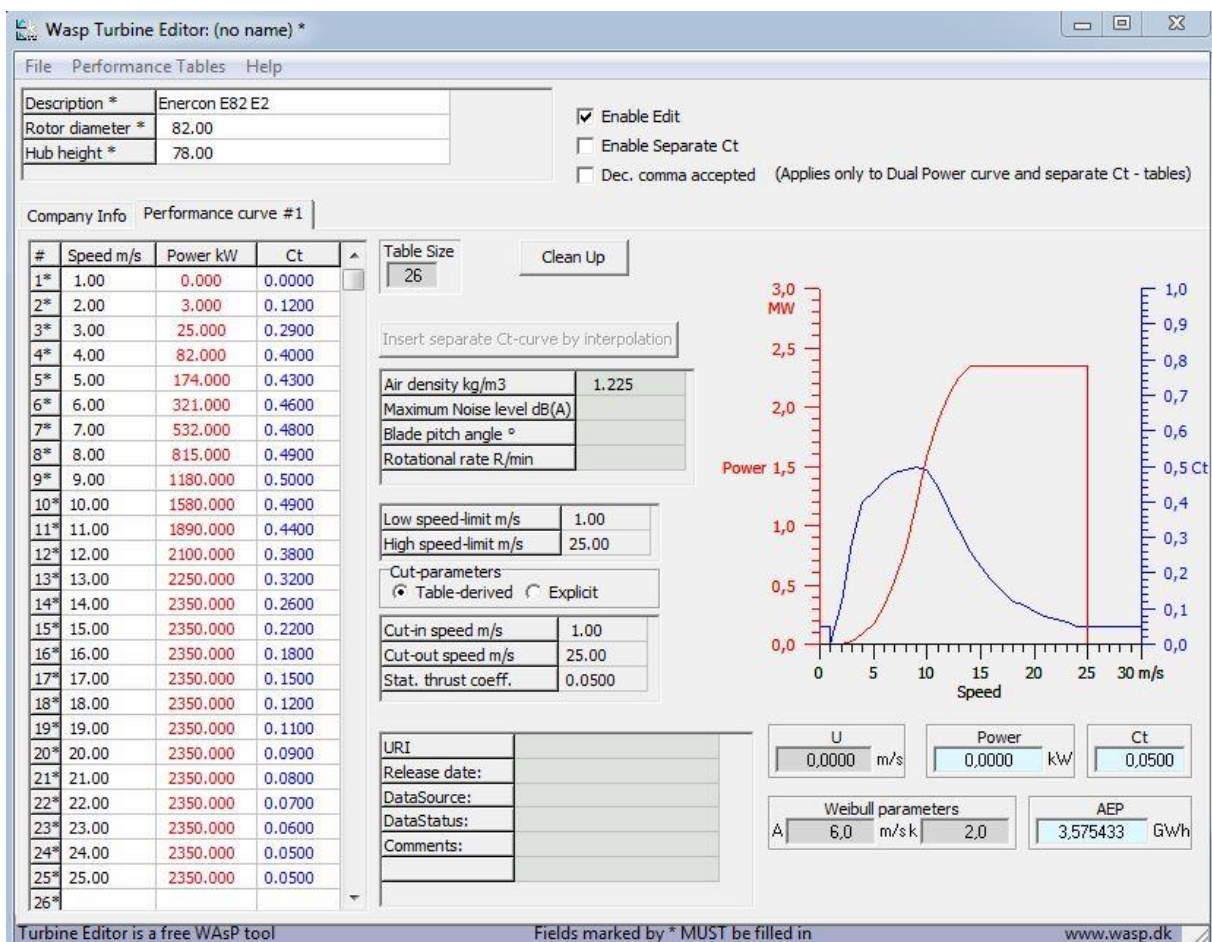 Wasp Turbine Editor: (no name) *
File Performance Tables Help
Description * Enercon E82 E2
Rotor diameter * 82.00
Hub height * 78.00
Enable Edit
Enable Separate Ct
Dec. comma accepted (Applies only to Dual Power curve and separate Ct - tables)
Company Info Performance curve #1
# Speed m/s Power kW Ct
1* 1.00 0.000 0.0000
2* 2.00 3.000 0.1200
3* 3.00 25.000 0.2900
4* 4.00 82.000 0.4000
5* 5.00 174.000 0.4300
6* 6.00 321.000 0.4600
7* 7.00 532.000 0.4800
8* 8.00 815.000 0.4900
9* 9.00 1180.000 0.5000
10* 10.00 1580.000 0.4900
11* 11.00 1890.000 0.4400
12* 12.00 2100.000 0.3800
13* 13.00 2250.000 0.3200
14* 14.00 2350.000 0.2600
15* 15.00 2350.000 0.2200
16* 16.00 2350.000 0.1800
17* 17.00 2350.000 0.1500
18* 18.00 2350.000 0.1200
19* 19.00 2350.000 0.1100
20* 20.00 2350.000 0.0900
21* 21.00 2350.000 0.0800
22* 22.00 2350.000 0.0700
23* 23.00 2350.000 0.0600
24* 24.00 2350.000 0.0500
25* 25.00 2350.000 0.0500
26*
Table Size
26
Clean Up
Insert separate Ct-curve by interpolation
Air density kg/m3 1.225
Maximum Noise level dB(A)
Blade pitch angle °
Rotational rate R/min
Low speed-limit m/s 1.00
High speed-limit m/s 25.00
Cut-parameters
Table-derived Explicit
Cut-in speed m/s 1.00
Cut-out speed m/s 25.00
Stat. thrust coeff. 0.0500
URI
Release date:
DataSource:
DataStatus:
Comments:
3,0
MW
2,5
2,0
Power 1,5
1,0
0,5
0,0
1,0
0,9
0,8
0,7
0,6
0,5 Ct
0,4
0,3
0,2
0,1
0,0
0 5 10 15 20 25 30 m/s
Speed
U
0,0000 m/s
Power
0,0000 kW
Ct
0,0500
Weibull parameters
A 6,0 m/s k 2,0
AEP
3,575433 GWh
Turbine Editor is a free WAsP tool
Fields marked by * MUST be filled in
www.wasp.dk